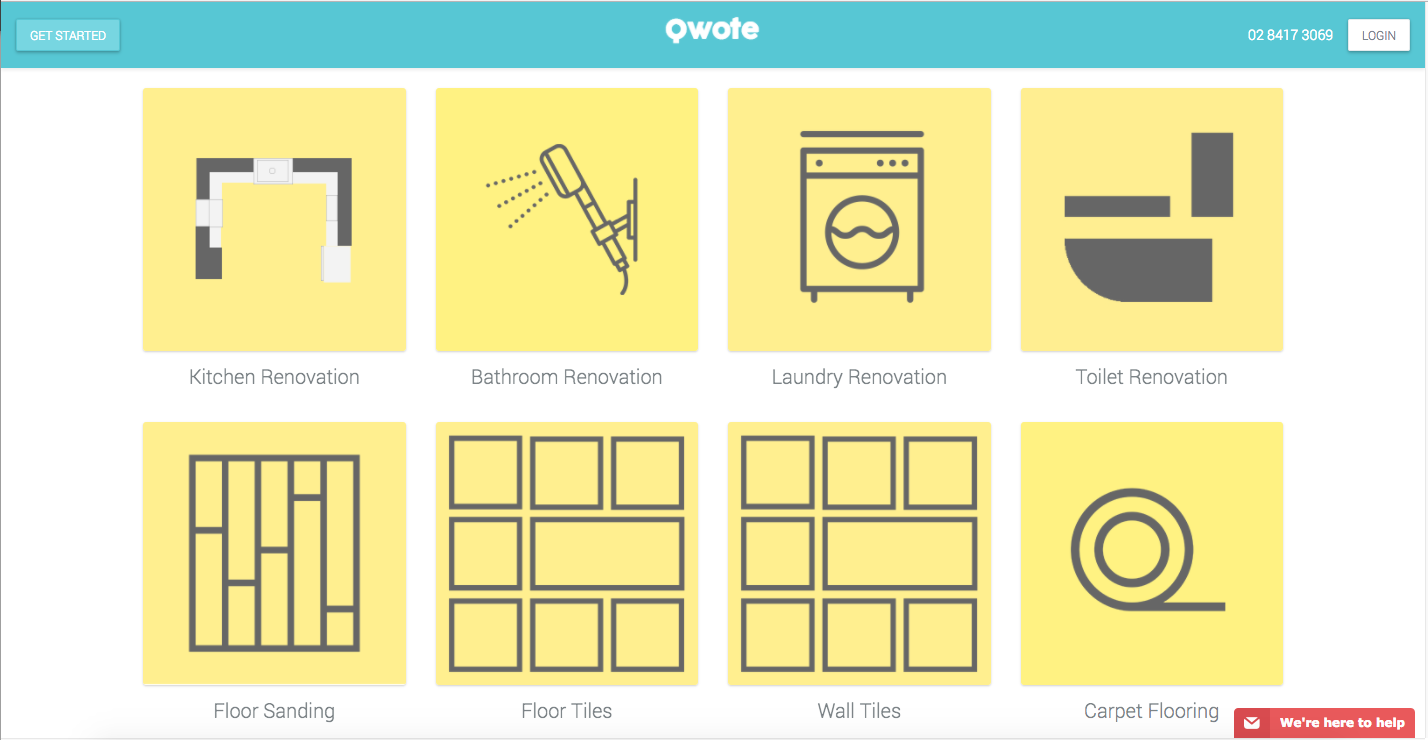 GET STARTED
Qwote
02 8417 3069
LOGIN
Kitchen Renovation
Bathroom Renovation
Laundry Renovation
Toilet Renovation
Floor Sanding
Floor Tiles
Wall Tiles
Carpet Flooring
We're here to help